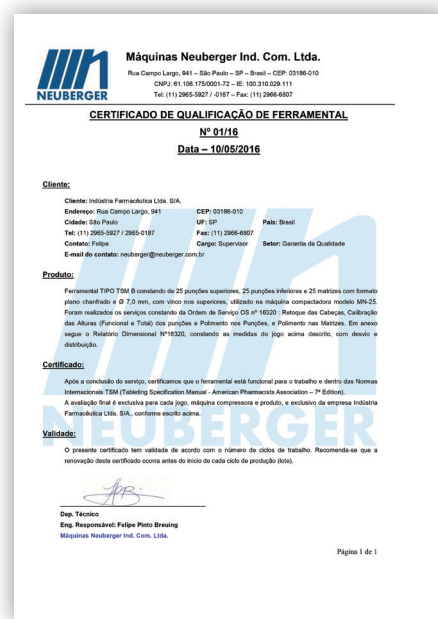 NEUBERGER
Máquinas Neuberger Ind. Com. Ltda.
Rua Campo Largo, 941 – São Paulo – SP – Brasil – CEP: 03186-010
CNPJ: 61.106.175/0001-72 – IE: 100.310.029.111
Tel: (11) 2965-5927 / -0187 – Fax: (11) 2966-6807
CERTIFICADO DE QUALIFICAÇÃO DE FERRAMENTAL
Nº 01/16
Data – 10/05/2016
Cliente:
Cliente: Indústria Farmacêutica Ltda. S/A.
Endereço: Rua Campo Largo, 941 CEP: 03186-010
Cidade: São Paulo UF: SP País: Brasil
Tel: (11) 2965-5927 / 2965-0187 Fax: (11) 2966-6807
Contato: Felipe Cargo: Supervisor Setor: Garantia da Qualidade
E-mail do contato: neuberger@neuberger.com.br
Produto:
Ferramental TIPO TSM B constando de 25 punções superiores, 25 punções inferiores e 25 matrizes com formato
plano chanfrado e Ø 7,0 mm, com vinco nos superiores, utilizado na máquina compactadora modelo MN-25.
Foram realizados os serviços constando da Ordem de Serviço OS nº 16320 : Retoque das Cabeças, Calibração
das Alturas (Funcional e Total) dos punções e Polimento nos Punções, e Polimento nas Matrizes. Em anexo
segue o Relatório Dimensional Nº16320, constando as medidas do jogo acima descrito, com desvio e
distribuição.
Certificado:
Após a conclusão do serviço, certificamos que o ferramental está funcional para o trabalho e dentro das Normas
Internacionais TSM (Tableting Specification Manual - American Pharmacists Association – 7ª Edition).
A avaliação final é exclusiva para cada jogo, máquina compressora e produto, e exclusivo da empresa Indústria
Farmacêutica Ltda. S/A., conforme escrito acima.
NEUBERGER
Validade:
O presente certificado tem validade de acordo com o número de ciclos de trabalho. Recomenda-se que a
renovação deste certificado ocorra antes do início de cada ciclo de produção (lote).
Dep. Técnico
Eng. Responsável: Felipe Pinto Breuing
Máquinas Neuberger Ind. Com. Ltda.
Página 1 de 1